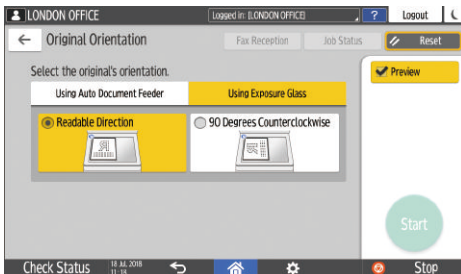 LONDON OFFICE
Logged in: [LONDON OFFICE]
?
Logout
Original Orientation
Fax Reception
Job Status
Reset
Select the original's orientation.
Preview
Using Auto Document Feeder
Using Exposure Glass
Readable Direction
90 Degrees Counterclockwise
Start
Check Status
18 JUL 2018
11:14
Stop